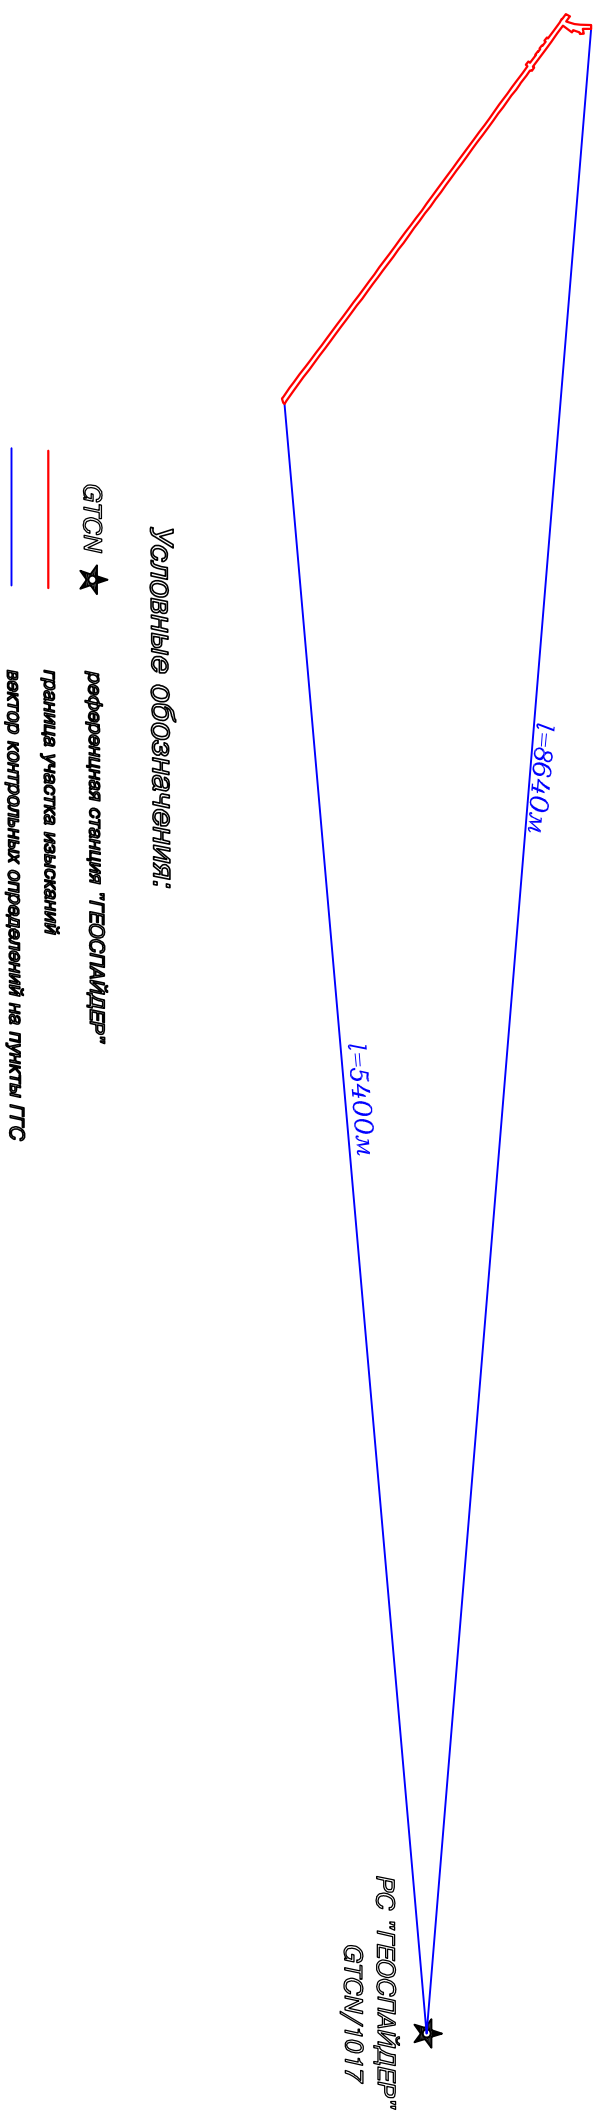 l=8640м
l=5400м
РС "ГЕОСПАЙДЕР"
GTCN/1017
Условные обозначения:
GTCN референцная станция "ГЕОСПАЙДЕР"
граница участка изысканий
вектор контрольных определений на пункты ГГС